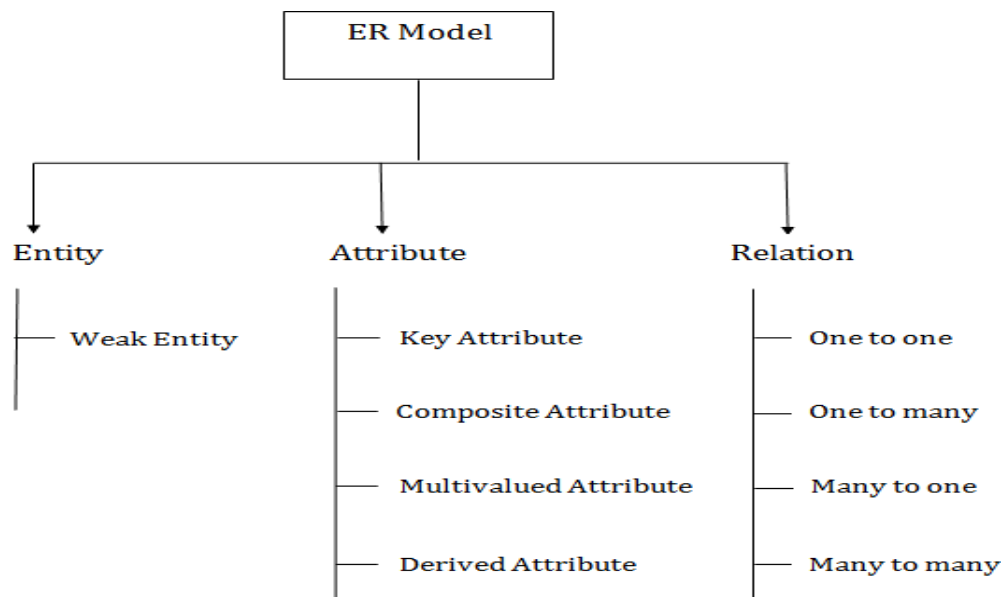 ER Model
Entity
Attribute
Relation
Weak Entity
Key Attribute
One to one
Composite Attribute
One to many
Multivalued Attribute
Many to one
Derived Attribute
Many to many